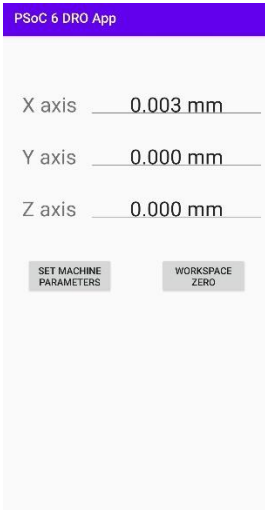 PSoC 6 DRO App
X axis 0.003 mm
Y axis 0.000 mm
Z axis 0.000 mm
SET MACHINE
PARAMETERS
WORKSPACE
ZERO